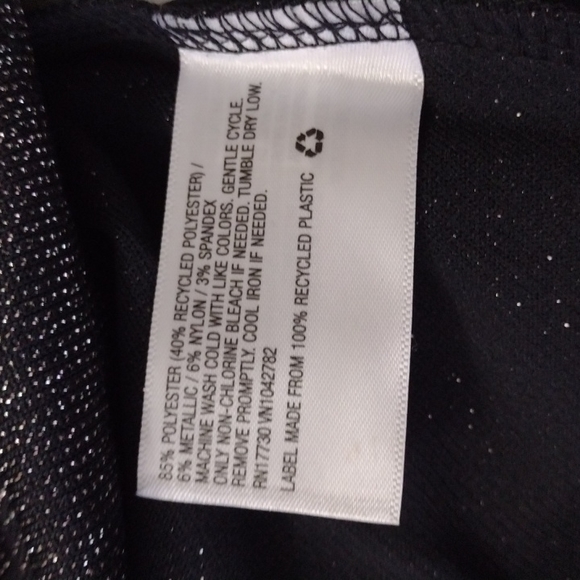 85% POLYESTER (40% RECYCLED POLYESTER) /
6% METALLIC / 6% NYLON / 3% SPANDEX
MACHINE WASH COLD WITH LIKE COLORS. GENTLE CYCLE.
ONLY NON-CHLORINE BLEACH IF NEEDED. TUMBLE DRY LOW.
REMOVE PROMPTLY. COOL IRON IF NEEDED.
RN17730 VN1042782
LABEL MADE FROM 100% RECYCLED PLASTIC